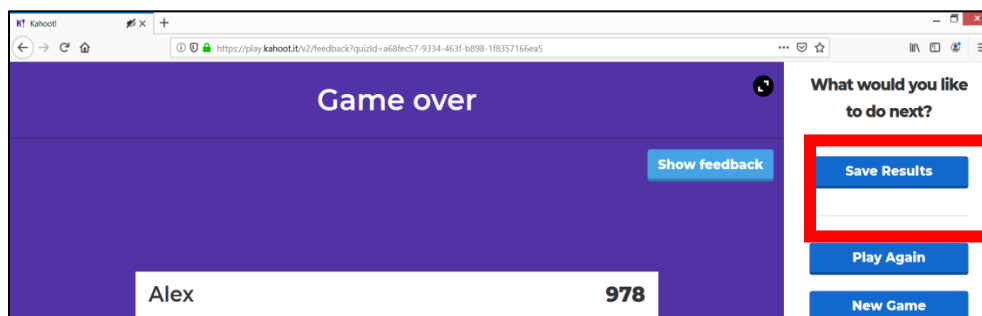 K! Kahoot!
https://play.kahoot.it/v2/feedback?quizId=a68fec57-9334-463f-b898-1f8357166ea5
Game over
What would you like
to do next?
Show feedback
Save Results
Play Again
Alex 978
New Game